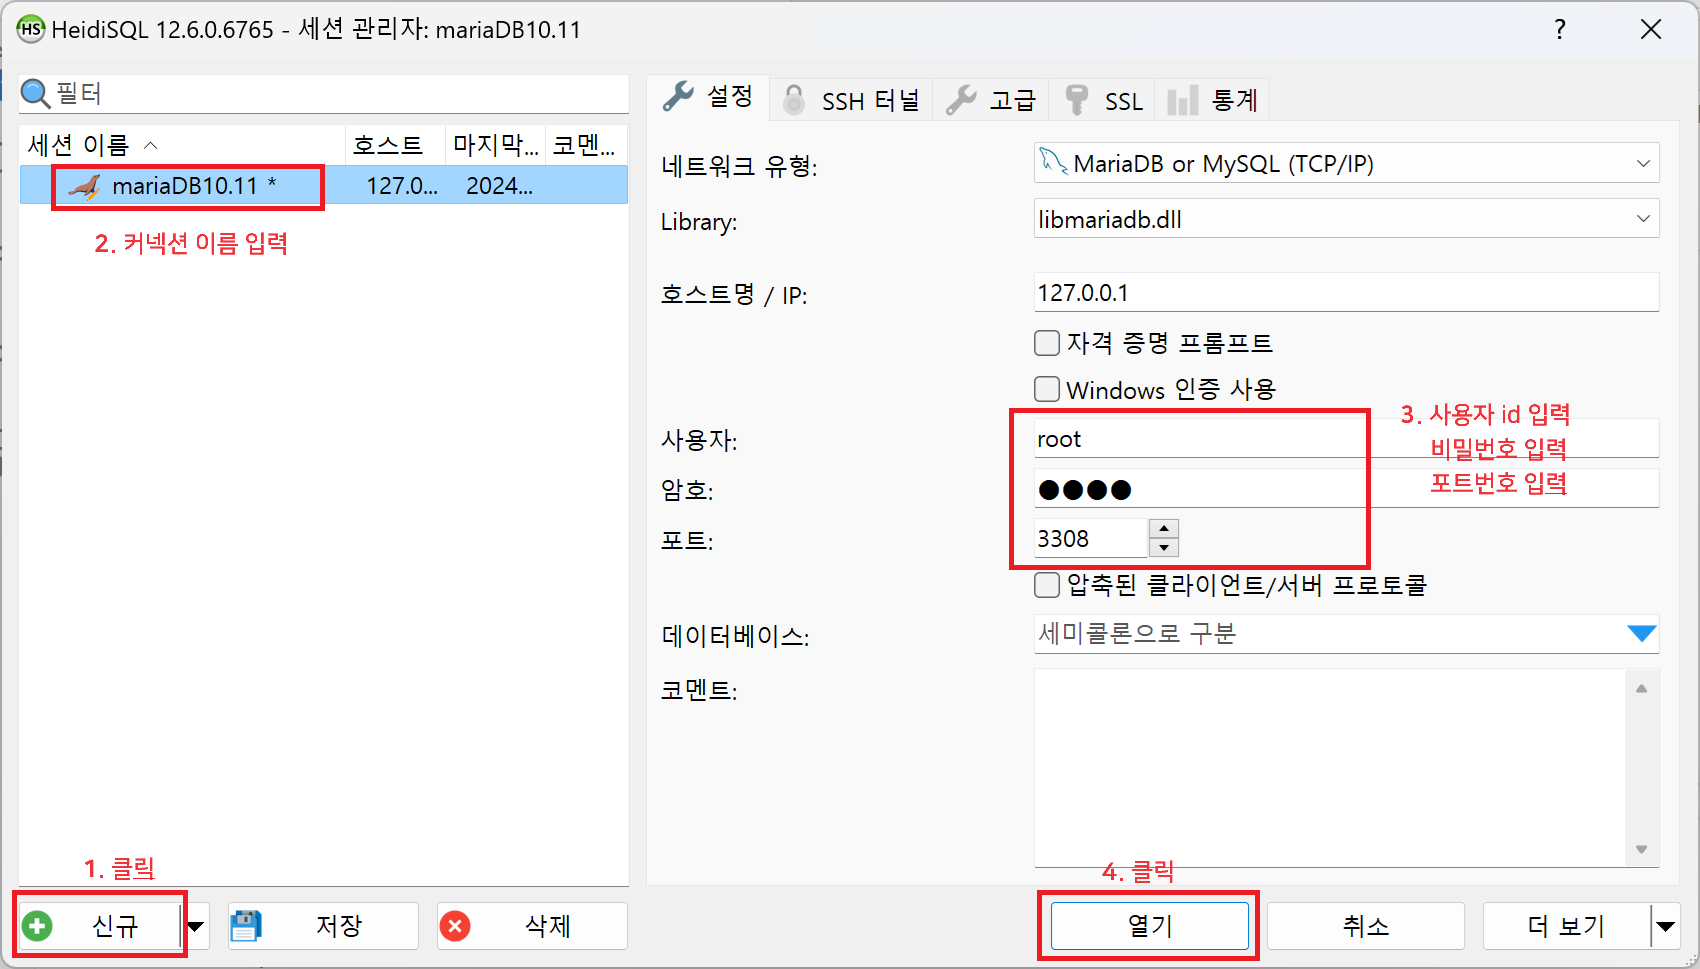 HS HeidiSQL 12.6.0.6765 - 세션 관리자: mariaDB10.11 ?
필터
세션 이름 호스트 마지막... 코멘...
mariaDB10.11 * 127.0... 2024...
2. 커넥션 이름 입력
설정 SSH 터널 고급 SSL 통계
네트워크 유형: MariaDB or MySQL (TCP/IP)
Library: libmariadb.dll
호스트명 / IP: 127.0.0.1
자격 증명 프롬프트
Windows 인증 사용
3. 사용자 id 입력
비밀번호 입력
포트번호 입력
사용자: root
암호: ●●●●
포트: 3308
압축된 클라이언트/서버 프로토콜
데이터베이스: 세미콜론으로 구분
코멘트:
1. 클릭
4. 클릭
신규 저장 삭제 열기 취소 더 보기